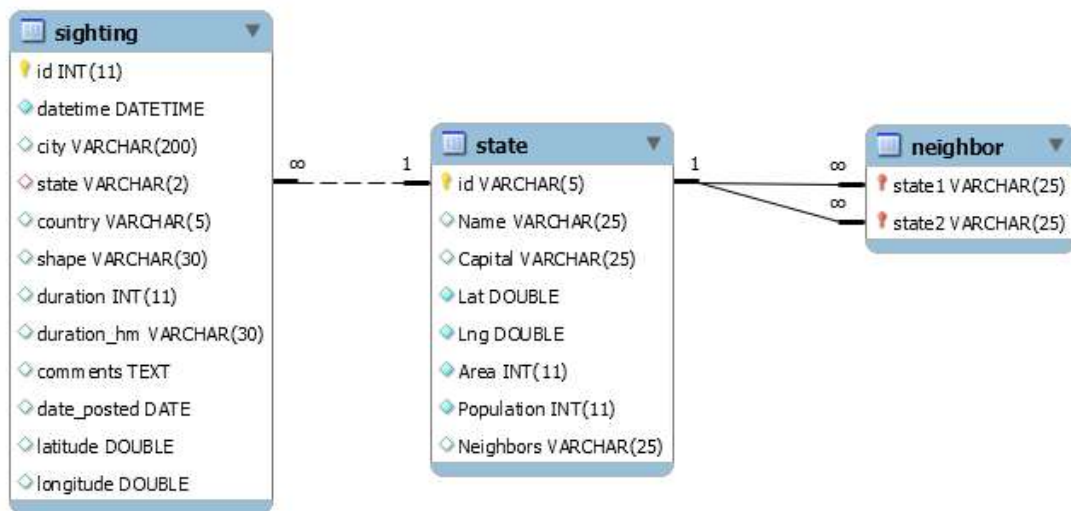 sighting
id INT(11)
datetime DATETIME
city VARCHAR(200)
state VARCHAR(2)
country VARCHAR(5)
shape VARCHAR(30)
duration INT(11)
duration_hm VARCHAR(30)
comments TEXT
date_posted DATE
latitude DOUBLE
longitude DOUBLE
∞
1
state
id VARCHAR(5)
Name VARCHAR(25)
Capital VARCHAR(25)
Lat DOUBLE
Lng DOUBLE
Area INT(11)
Population INT(11)
Neighbors VARCHAR(25)
1
∞
∞
neighbor
state1 VARCHAR(25)
state2 VARCHAR(25)